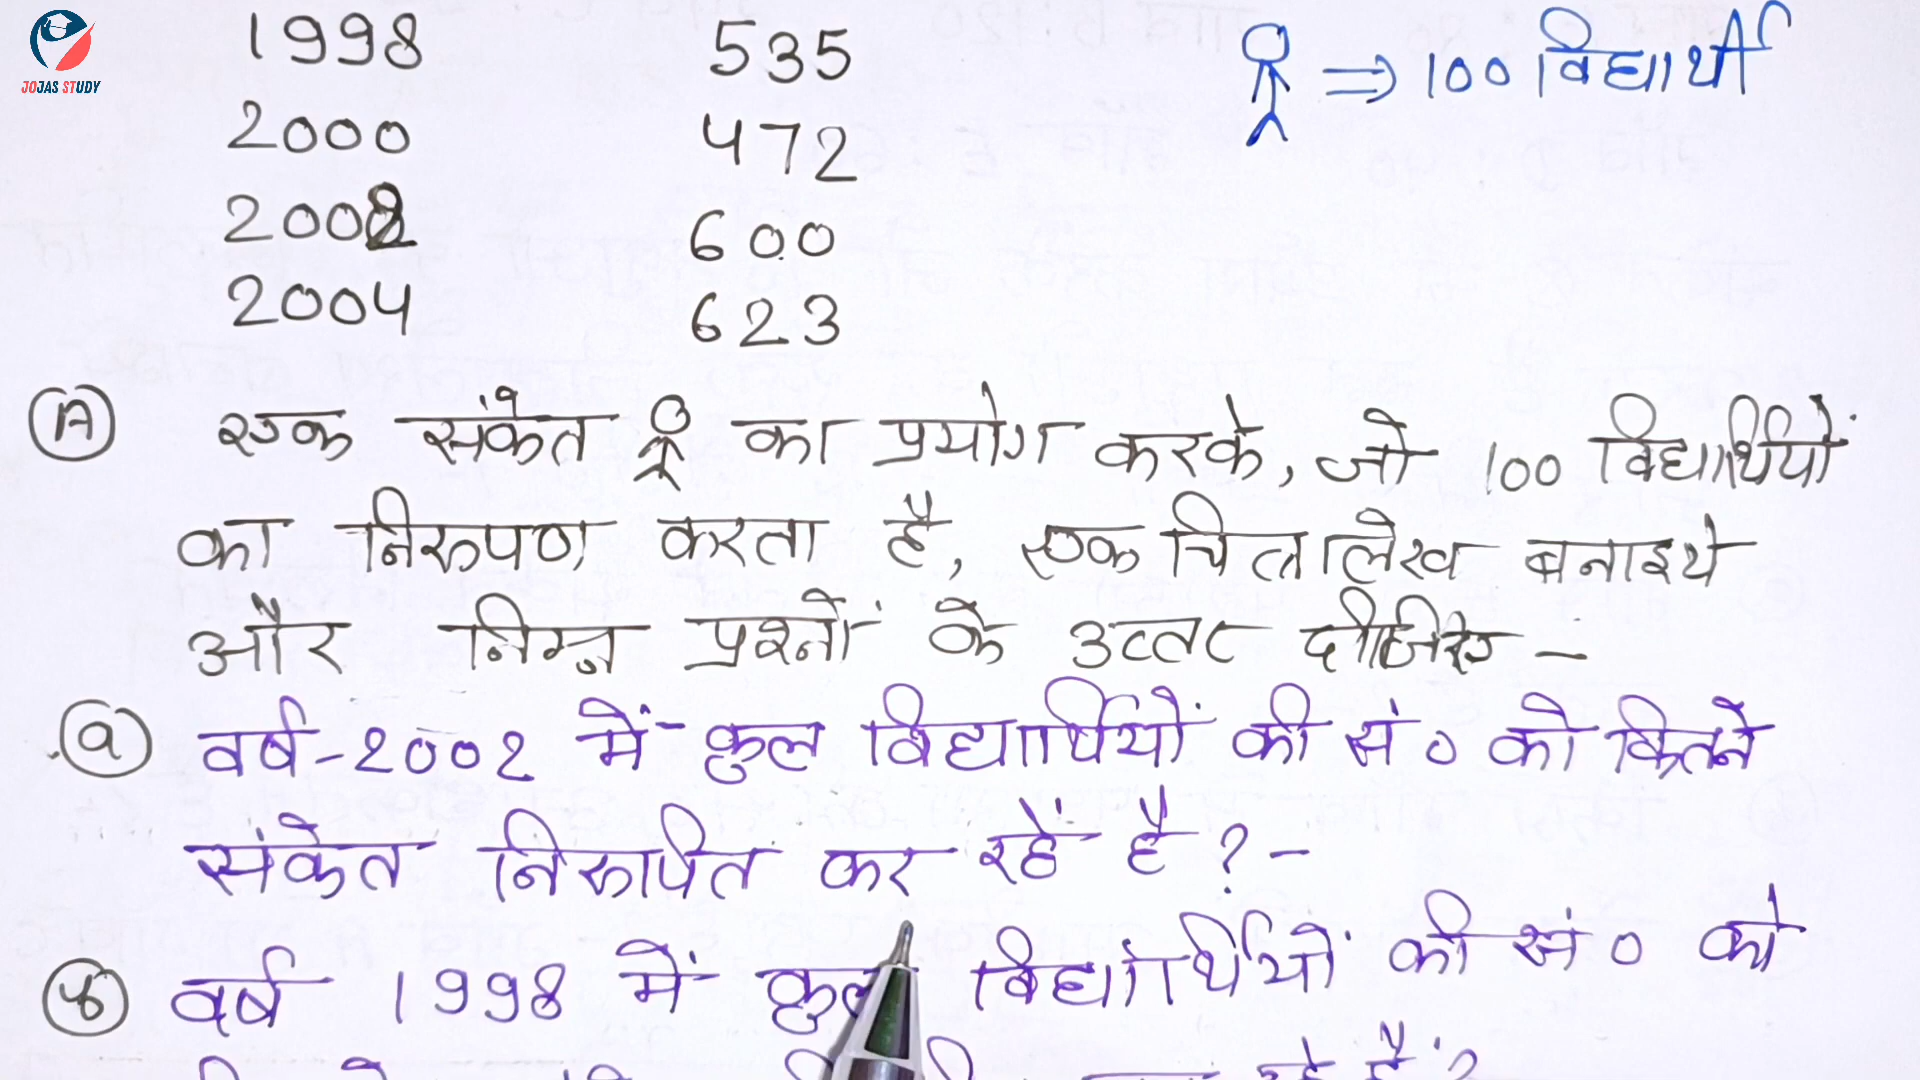 JOJAS STUDY
1998 535 ⇒ 100 विद्यार्थी
2000 472
2002 600
2004 623
A एक संकेत का प्रयोग करके, जो 100 विद्यार्थियों
का निरूपण करता है, एक चित्रालेख बनाइये
और निम्न प्रश्नों के उत्तर दीजिए -
a वर्ष-2002 में कुल विद्यार्थियों की सं० को कितने
संकेत निरूपित कर रहें है? -
वर्ष 1998 में कुल विद्यार्थियों की सं० को
रहे हैं ?